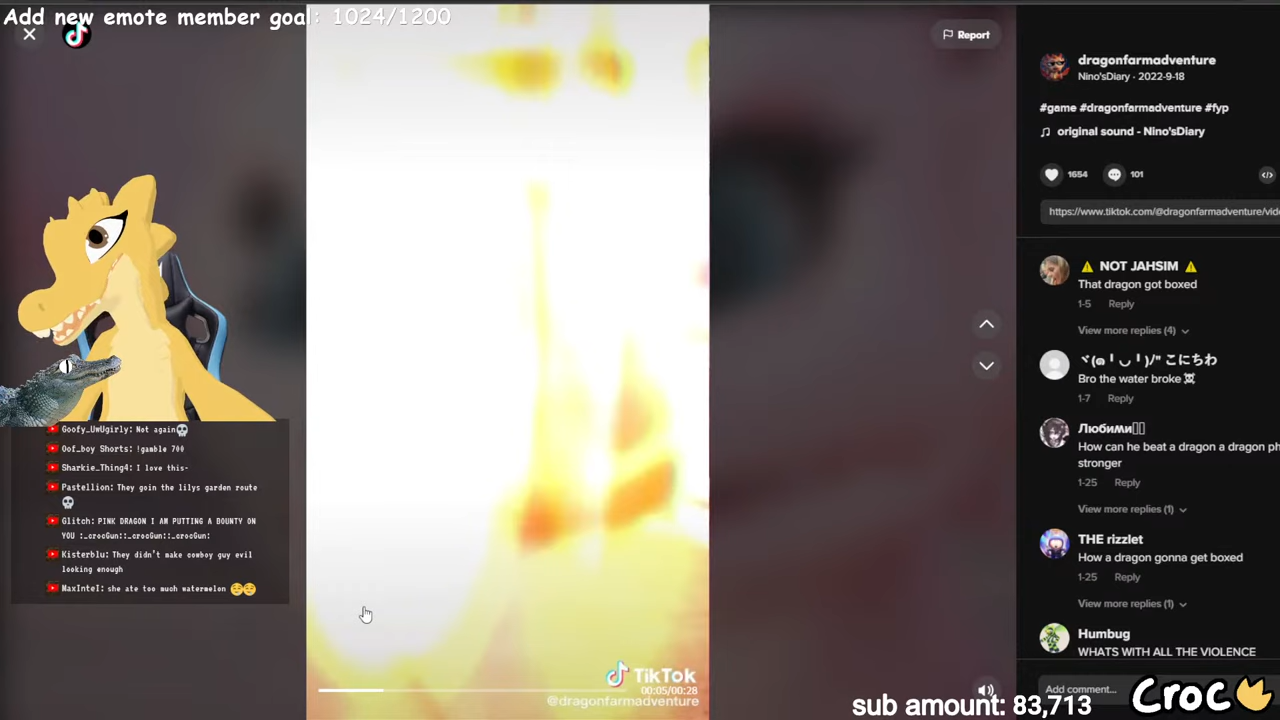 Add new emote member goal: 1024/1200
Report
dragonfarmadventure
Nino'sDiary · 2022-9-18
#game #dragonfarmadventure #fyp
original sound - Nino'sDiary
1654
101
https://www.tiktok.com/@dragonfarmadventure/vid
NOT JAHSIM
That dragon got boxed
1-5 Reply
View more replies (4)
こにちわ
Bro the water broke
1-7 Reply
Любими
How can he beat a dragon a dragon ph
stronger
1-25 Reply
View more replies (1)
THE rizzlet
How a dragon gonna get boxed
1-25 Reply
View more replies (1)
Humbug
WHATS WITH ALL THE VIOLENCE
Add comment...
Goofy_UwUgirly: Not again
Oof_boy Shorts: !gamble 700
Sharkie_Thing4: I love this-
Pastellion: They goin the lilys garden route
Glitch: PINK DRAGON I AM PUTTING A BOUNTY ON
YOU :_crocGun::_crocGun::_crocGun:
Kisterblu: They didn't make cowboy guy evil
looking enough
MaxInteI: she ate too much watermelon
TikTok
00:05/00:28
@dragonfarmadventure
sub amount: 83,713
Croc